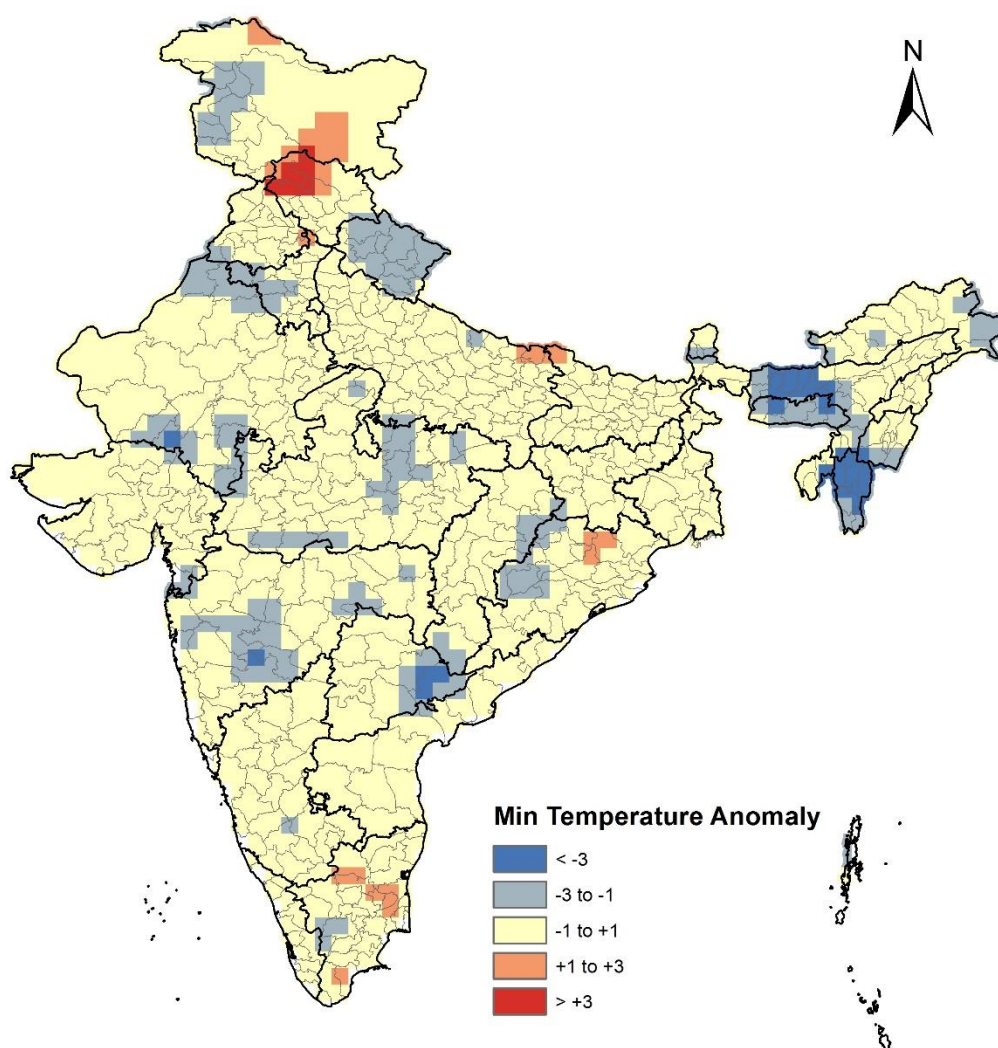 N
Min Temperature Anomaly
< -3
-3 to -1
-1 to +1
+1 to +3
> +3